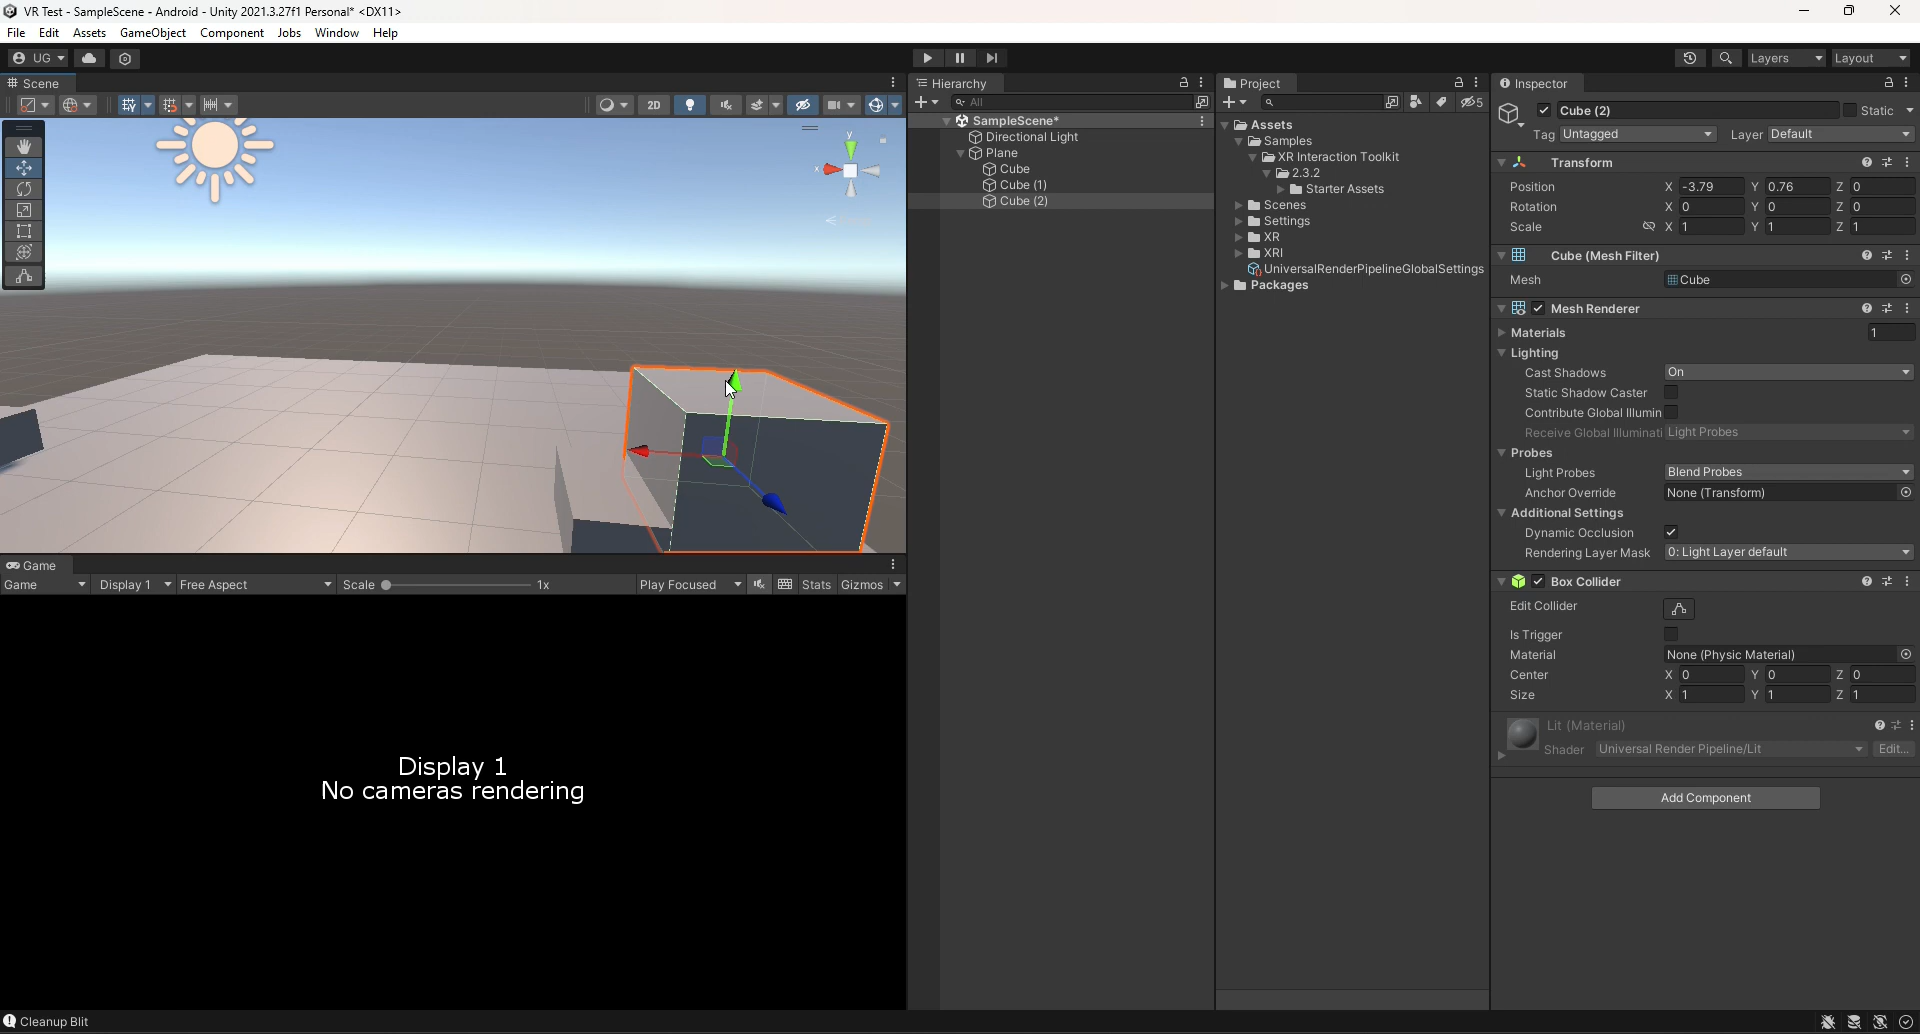 VR Test - SampleScene - Android - Unity 2021.3.27f1 Personal* <DX11>
File Edit Assets GameObject Component Jobs Window Help
UG
Layers Layout
Scene
2D
y
x
Game
Game Display 1 Free Aspect Scale 1x Play Focused Stats Gizmos
Display 1
No cameras rendering
Hierarchy
All
SampleScene*
Directional Light
Plane
Cube
Cube (1)
Cube (2)
Project
5
Assets
Samples
XR Interaction Toolkit
2.3.2
Starter Assets
Scenes
Settings
XR
XRI
UniversalRenderPipelineGlobalSettings
Packages
Inspector
Cube (2) Static
Tag Untagged Layer Default
Transform
Position X -3.79 Y 0.76 Z 0
Rotation X 0 Y 0 Z 0
Scale X 1 Y 1 Z 1
Cube (Mesh Filter)
Mesh Cube
Mesh Renderer
Materials 1
Lighting
Cast Shadows On
Static Shadow Caster
Contribute Global Illumin
Receive Global Illuminati Light Probes
Probes
Light Probes Blend Probes
Anchor Override None (Transform)
Additional Settings
Dynamic Occlusion
Rendering Layer Mask 0: Light Layer default
Box Collider
Edit Collider
Is Trigger
Material None (Physic Material)
Center X 0 Y 0 Z 0
Size X 1 Y 1 Z 1
Lit (Material)
Shader Universal Render Pipeline/Lit Edit...
Add Component
Cleanup Blit